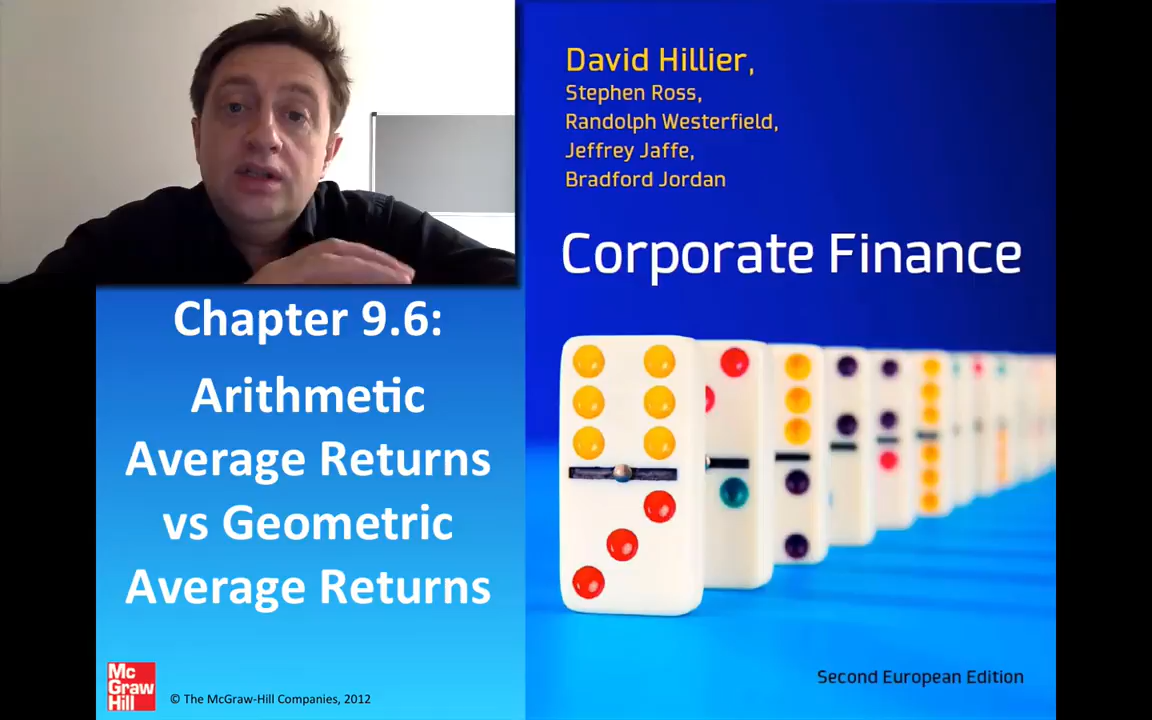 David Hillier,
Stephen Ross,
Randolph Westerfield,
Jeffrey Jaffe,
Bradford Jordan
Corporate Finance
Chapter 9.6:
Arithmetic
Average Returns
vs Geometric
Average Returns
Mc
Graw
Hill
© The McGraw-Hill Companies, 2012
Second European Edition